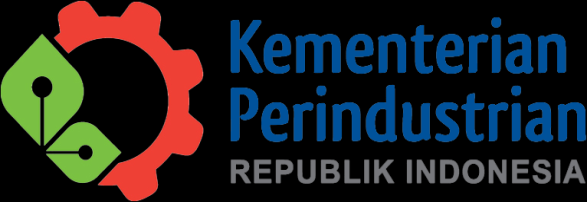 Kementerian
Perindustrian
REPUBLIK INDONESIA